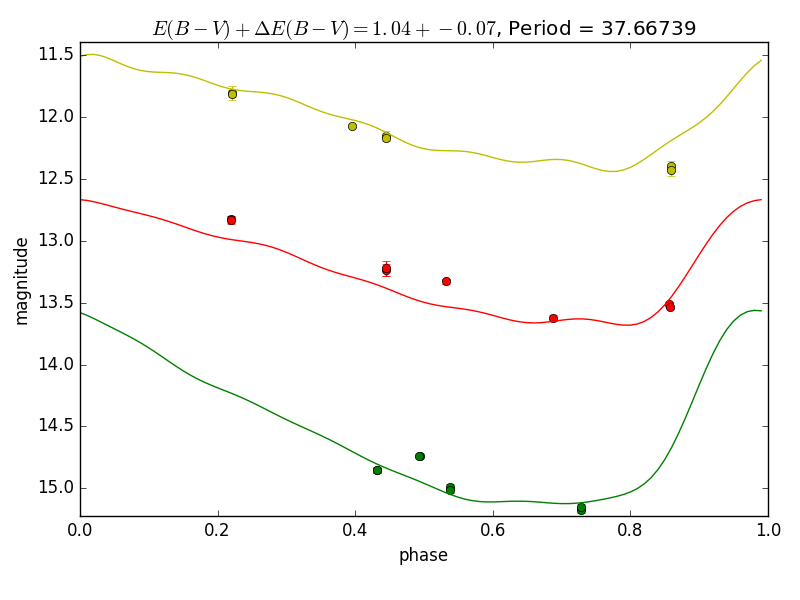 E(B − V) + ΔE(B − V) = 1.04 + −0.07, Period = 37.66739
11.5
12.0
12.5
13.0
13.5
14.0
14.5
15.0
magnitude
0.0 0.2 0.4 0.6 0.8 1.0
phase